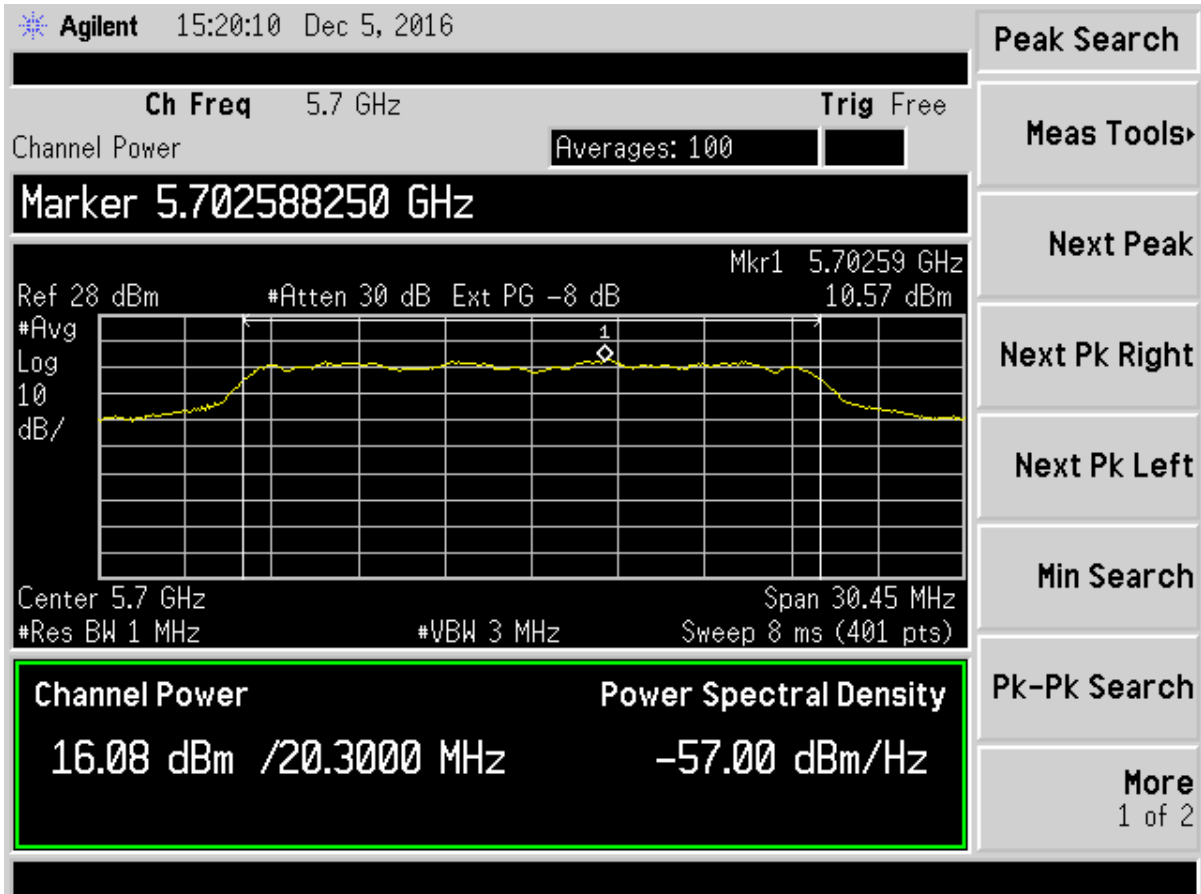 Agilent 15:20:10 Dec 5, 2016
Ch Freq 5.7 GHz Trig Free
Channel Power Averages: 100
Marker 5.702588250 GHz
Mkr1 5.70259 GHz
Ref 28 dBm #Atten 30 dB Ext PG -8 dB 10.57 dBm
#Avg
Log
10
dB/
1
Center 5.7 GHz Span 30.45 MHz
#Res BW 1 MHz #VBW 3 MHz Sweep 8 ms (401 pts)
Channel Power Power Spectral Density
16.08 dBm /20.3000 MHz -57.00 dBm/Hz
Peak Search
Meas Tools
Next Peak
Next Pk Right
Next Pk Left
Min Search
Pk-Pk Search
More
1 of 2